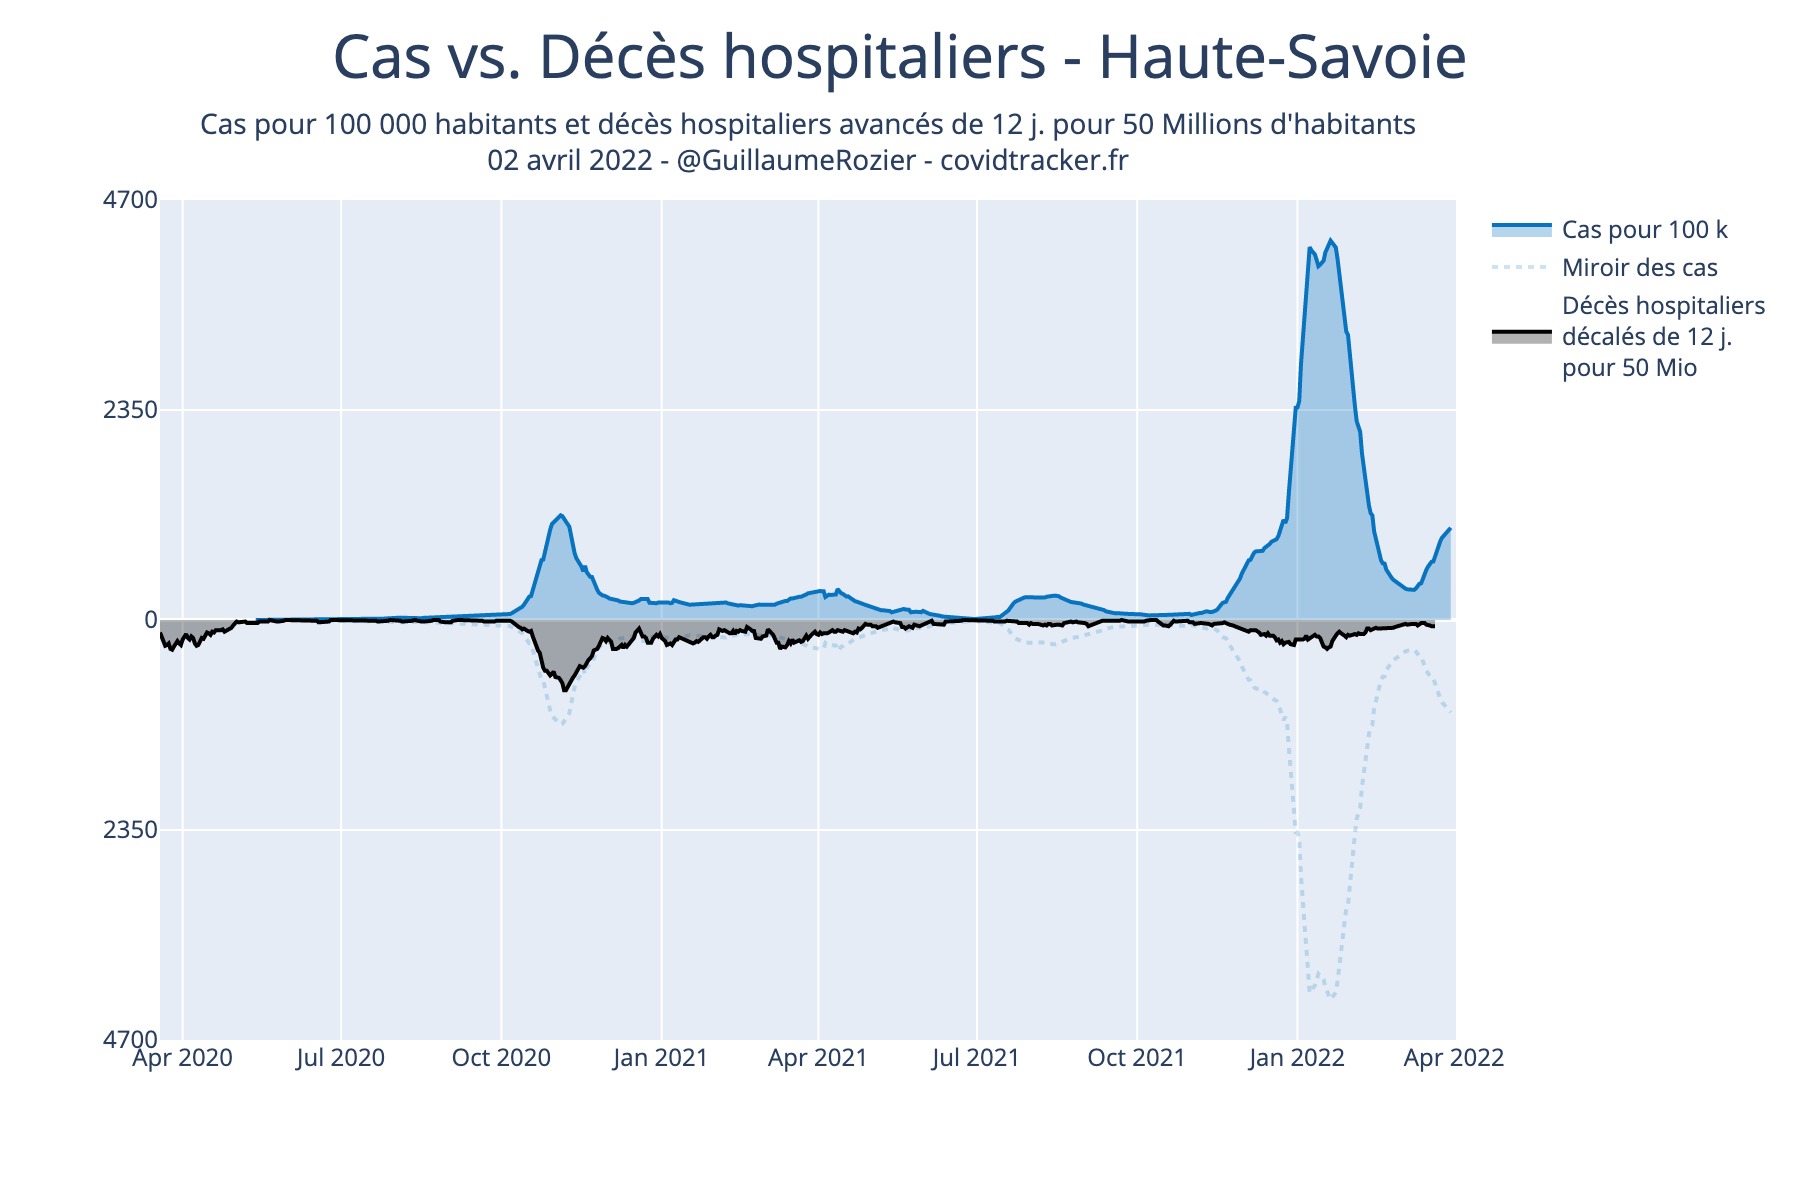 Cas vs. Décès hospitaliers - Haute-Savoie
Cas pour 100 000 habitants et décès hospitaliers avancés de 12 j. pour 50 Millions d'habitants
02 avril 2022 - @GuillaumeRozier - covidtracker.fr
4700
2350
0
2350
4700
Apr 2020 Jul 2020 Oct 2020 Jan 2021 Apr 2021 Jul 2021 Oct 2021 Jan 2022 Apr 2022
Cas pour 100 k
Miroir des cas
Décès hospitaliers
décalés de 12 j.
pour 50 Mio